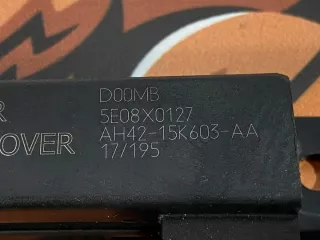 D00MB
5E08X0127
R
AH42-15K603-AA
OVER
17/195